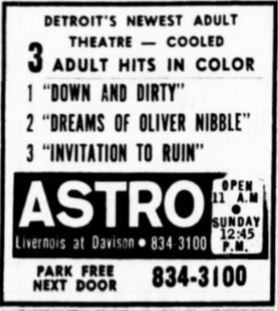 DETROIT'S NEWEST ADULT
THEATRE — COOLED
3 ADULT HITS IN COLOR
1 "DOWN AND DIRTY"
2 "DREAMS OF OLIVER NIBBLE"
3 "INVITATION TO RUIN"
ASTRO
OPEN
11 A.M
•
SUNDAY
12:45
P.M.
Livernois at Davison • 834 3100
PARK FREE
NEXT DOOR
834-3100